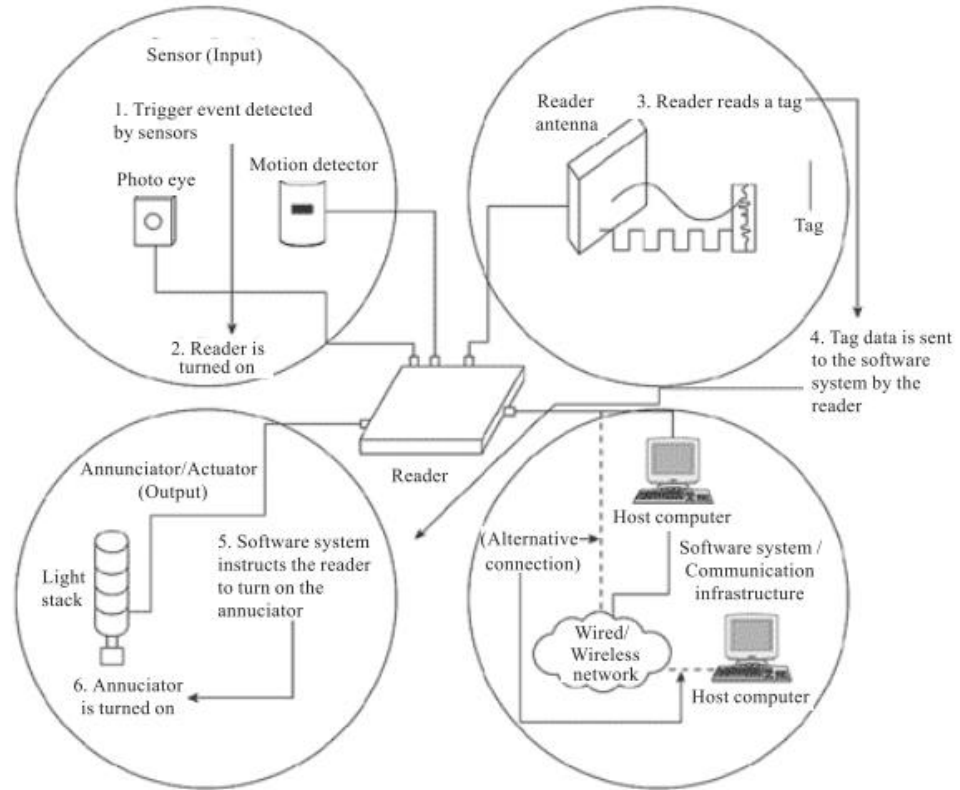 Sensor (Input)
1. Trigger event detected
by sensors
Photo eye
Motion detector
2. Reader is
turned on
Reader
antenna
3. Reader reads a tag
Tag
4. Tag data is sent
to the software
system by the
reader
Reader
Annunciator/Actuator
(Output)
Light
stack
5. Software system
instructs the reader
to turn on the
annuciator
6. Annuciator
is turned on
Host computer
(Alternative
connection)
Software system /
Communication
infrastructure
Wired/
Wireless
network
Host computer